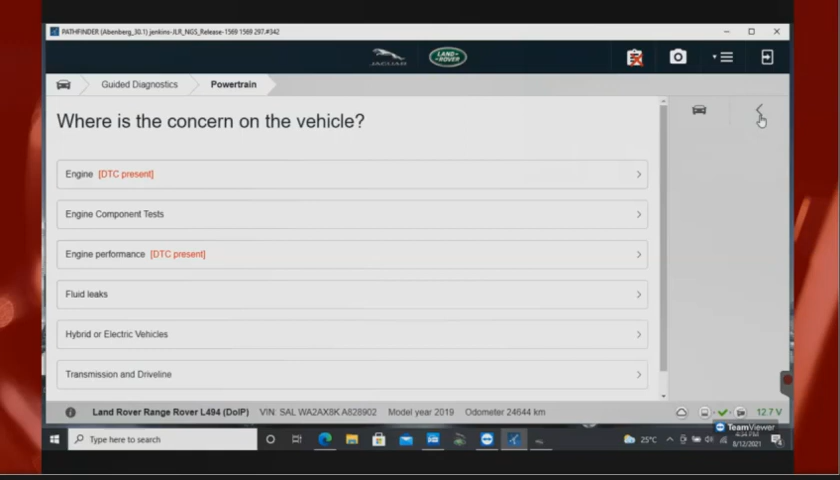 PATHFINDER (Abenberg_30.1) jenkins-JLR_NGS_Release-1569 1569 297.#342
JAGUAR
LAND-
ROVER
Guided Diagnostics
Powertrain
Where is the concern on the vehicle?
Engine [DTC present]
Engine Component Tests
Engine performance [DTC present]
Fluid leaks
Hybrid or Electric Vehicles
Transmission and Driveline
Land Rover Range Rover L494 (DoIP) VIN: SAL WA2AX8K A828902 Model year 2019 Odometer 24644 km 12.7 V
Type here to search
25°C
TeamViewer
8/12/2021